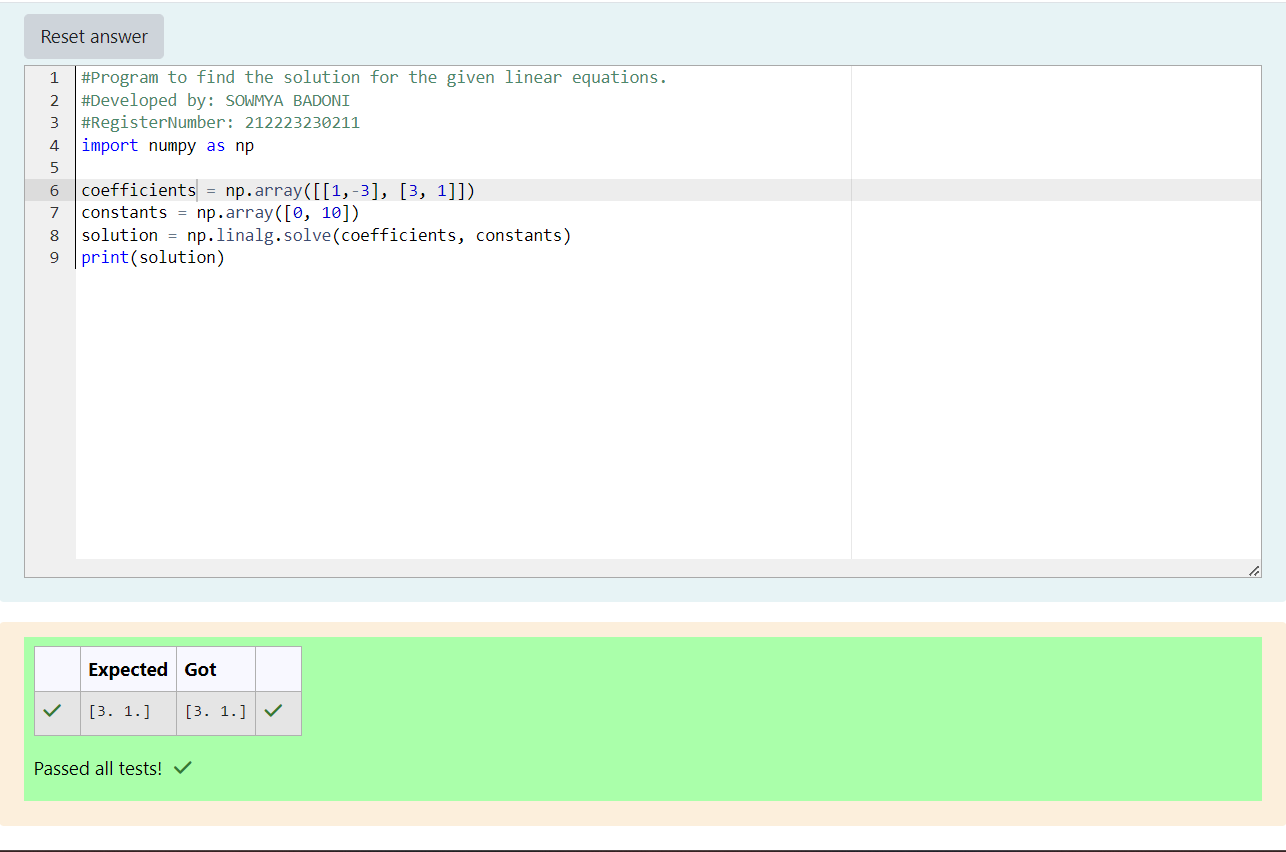 Reset answer
1 #Program to find the solution for the given linear equations.
2 #Developed by: SOWMYA BADONI
3 #RegisterNumber: 212223230211
4 import numpy as np
5
6 coefficients = np.array([[1,-3], [3, 1]])
7 constants = np.array([0, 10])
8 solution = np.linalg.solve(coefficients, constants)
9 print(solution)
Expected Got
[3. 1.] [3. 1.]
Passed all tests!